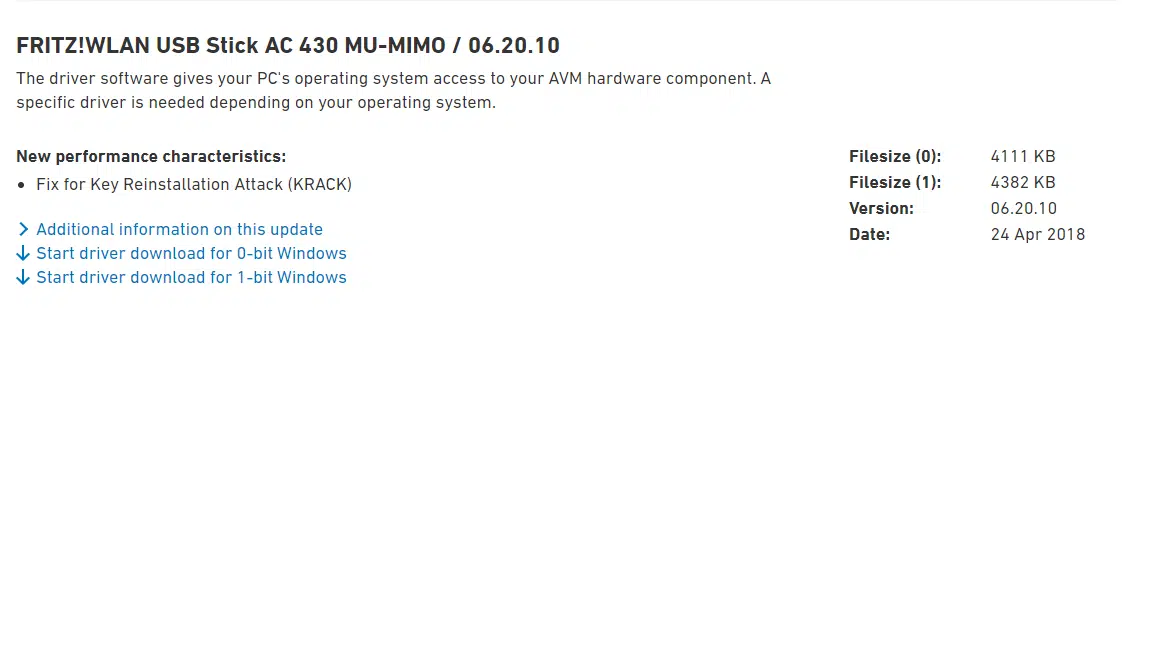 FRITZ!WLAN USB Stick AC 430 MU-MIMO / 06.20.10
The driver software gives your PC's operating system access to your AVM hardware component. A
specific driver is needed depending on your operating system.
New performance characteristics:
• Fix for Key Reinstallation Attack (KRACK)
Additional information on this update
Start driver download for 0-bit Windows
Start driver download for 1-bit Windows
Filesize (0): 4111 KB
Filesize (1): 4382 KB
Version: 06.20.10
Date: 24 Apr 2018